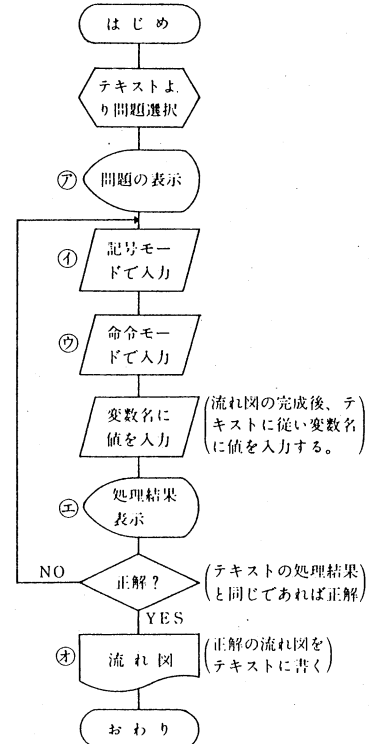 はじめ
テキストよ
り問題選択
㋐ 問題の表示
㋑ 記号モー
ドで入力
㋒ 命令モー
ドで入力
変数名に
値を入力
(流れ図の完成後、テ
キストに従い変数名
に値を入力する。)
㋓ 処理結果
表示
NO
正解？
(テキストの処理結果
と同じであれば正解)
YES
㋔ 流れ図
(正解の流れ図を
テキストに書く)
おわり